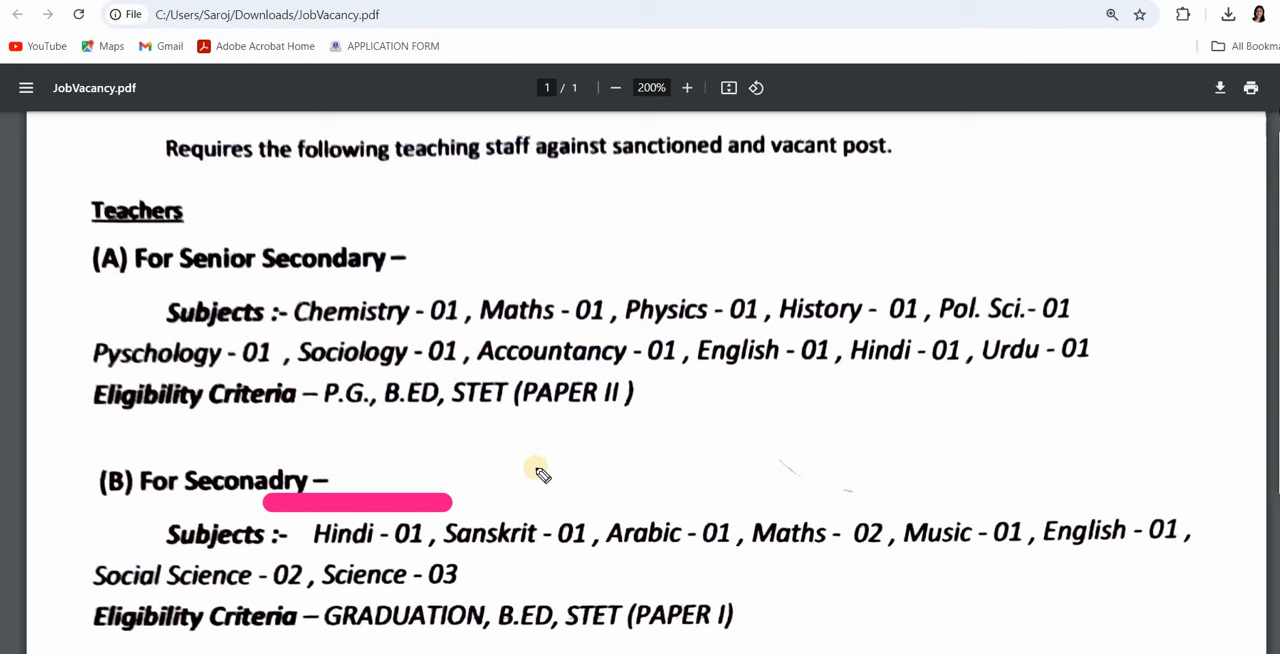 File C:/Users/Saroj/Downloads/JobVacancy.pdf
YouTube Maps Gmail Adobe Acrobat Home APPLICATION FORM All Bookma
JobVacancy.pdf 1 / 1 200%
Requires the following teaching staff against sanctioned and vacant post.
Teachers
(A) For Senior Secondary –
Subjects :- Chemistry - 01 , Maths - 01 , Physics - 01 , History - 01 , Pol. Sci.- 01
Pyschology - 01 , Sociology - 01 , Accountancy - 01 , English - 01 , Hindi - 01 , Urdu - 01
Eligibility Criteria – P.G., B.ED, STET (PAPER II )
(B) For Seconadry –
Subjects :- Hindi - 01 , Sanskrit - 01 , Arabic - 01 , Maths - 02 , Music - 01 , English - 01 ,
Social Science - 02 , Science - 03
Eligibility Criteria – GRADUATION, B.ED, STET (PAPER I)